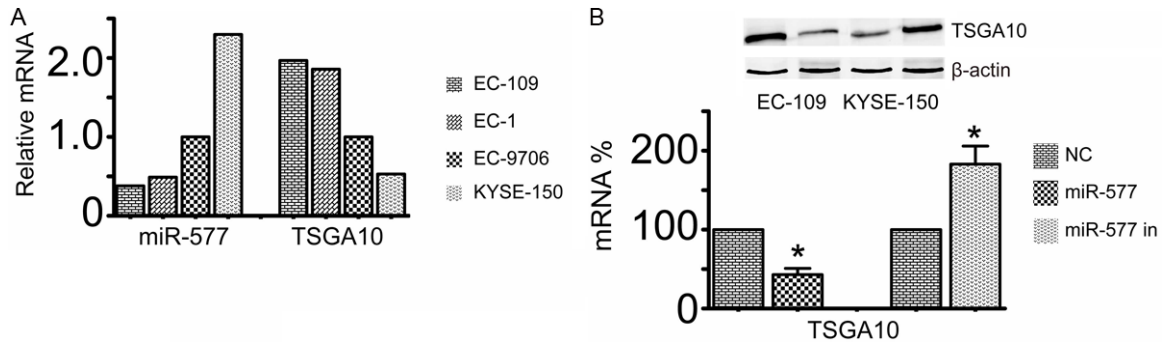 A
Relative mRNA
2.0
1.0
0
miR-577
TSGA10
EC-109
EC-1
EC-9706
KYSE-150
B
TSGA10
β-actin
EC-109
KYSE-150
mRNA %
200
100
0
*
*
TSGA10
NC
miR-577
miR-577 in